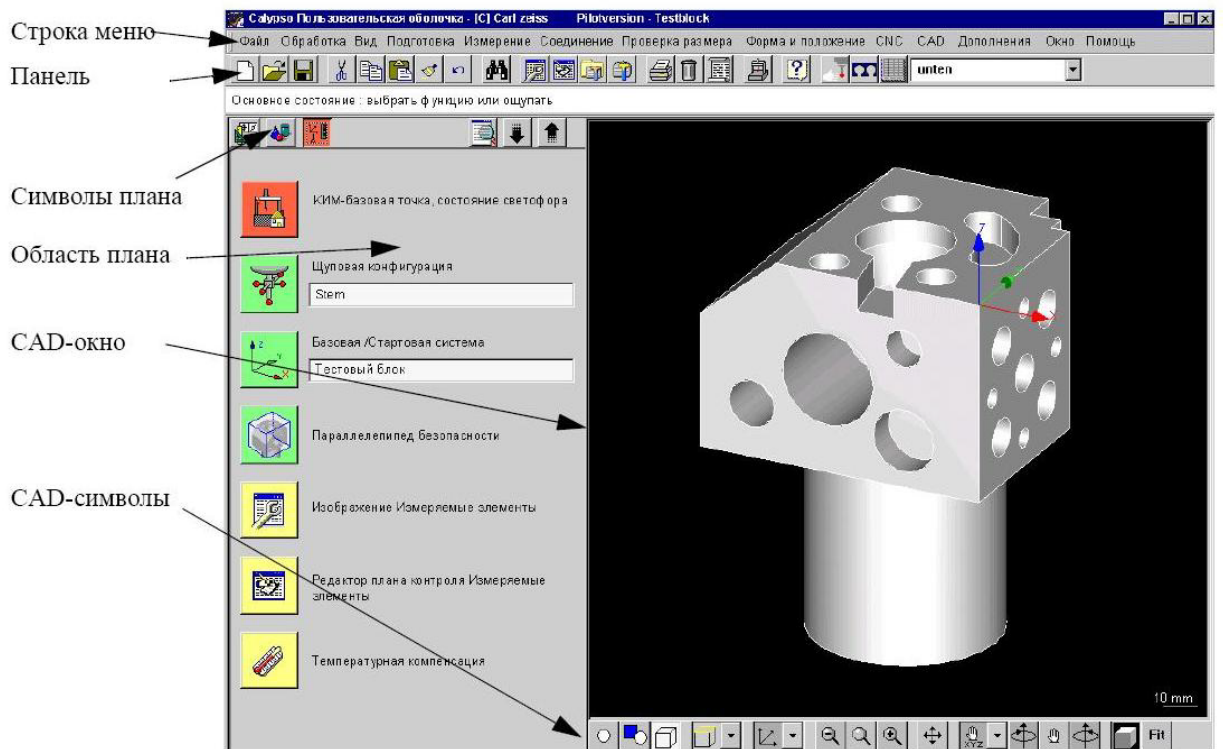 Calypso Пользовательская оболочка - [C] Carl zeiss Pilotversion - Testblock
Строка меню
Файл Обработка Вид Подготовка Измерение Соединение Проверка размера Форма и положение CNC CAD Дополнения Окно Помощь
Панель
unten
Основное состояние : выбрать функцию или ощупать
Символы плана
КИМ-базовая точка, состояние светофора
Область плана
Щуповая конфигурация
Stern
CAD-окно
Базовая /Стартовая система
Тестовый блок
Параллелепипед безопасности
CAD-символы
Изображение Измеряемые элементы
Редактор плана контроля Измеряемые
элементы
Температурная компенсация
Z
X
10 mm
XYZ
Fit